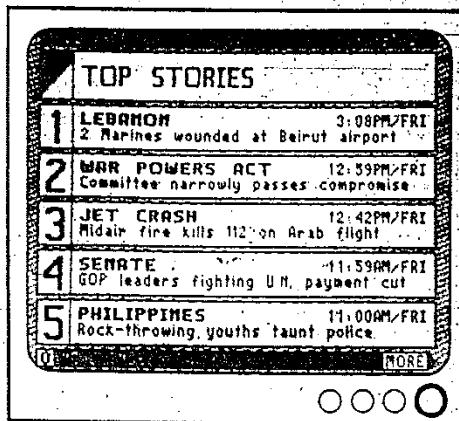 TOP STORIES
1 LEBANON 3:08PM/FRI
2 Marines wounded at Beirut airport
2 WAR POWERS ACT 12:59PM/FRI
Committee narrowly passes compromise
3 JET CRASH 12:42PM/FRI
Midair fire kills 112 on Arab flight
4 SENATE 11:59AM/FRI
GOP leaders fighting U.N. payment cut
5 PHILIPPINES 11:00AM/FRI
Rock-throwing youths taunt police
0 MORE